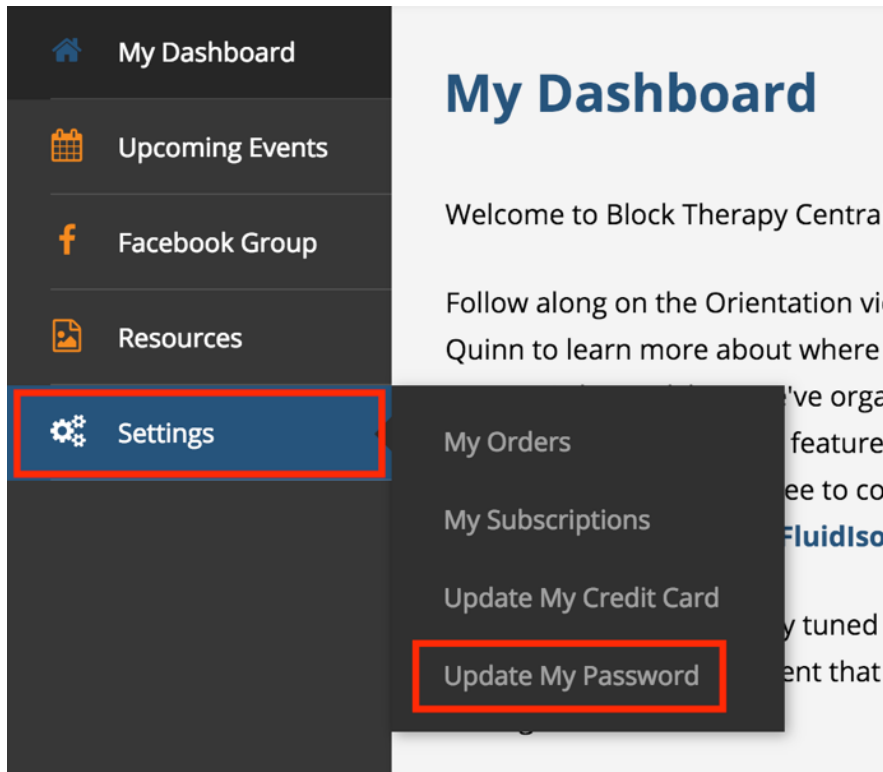 My Dashboard
Upcoming Events
Facebook Group
Resources
Settings
My Orders
My Subscriptions
Update My Credit Card
Update My Password
My Dashboard
Welcome to Block Therapy Centra
Follow along on the Orientation vi
Quinn to learn more about where
've orga
feature
ee to co
FluidIso
y tuned
ent that